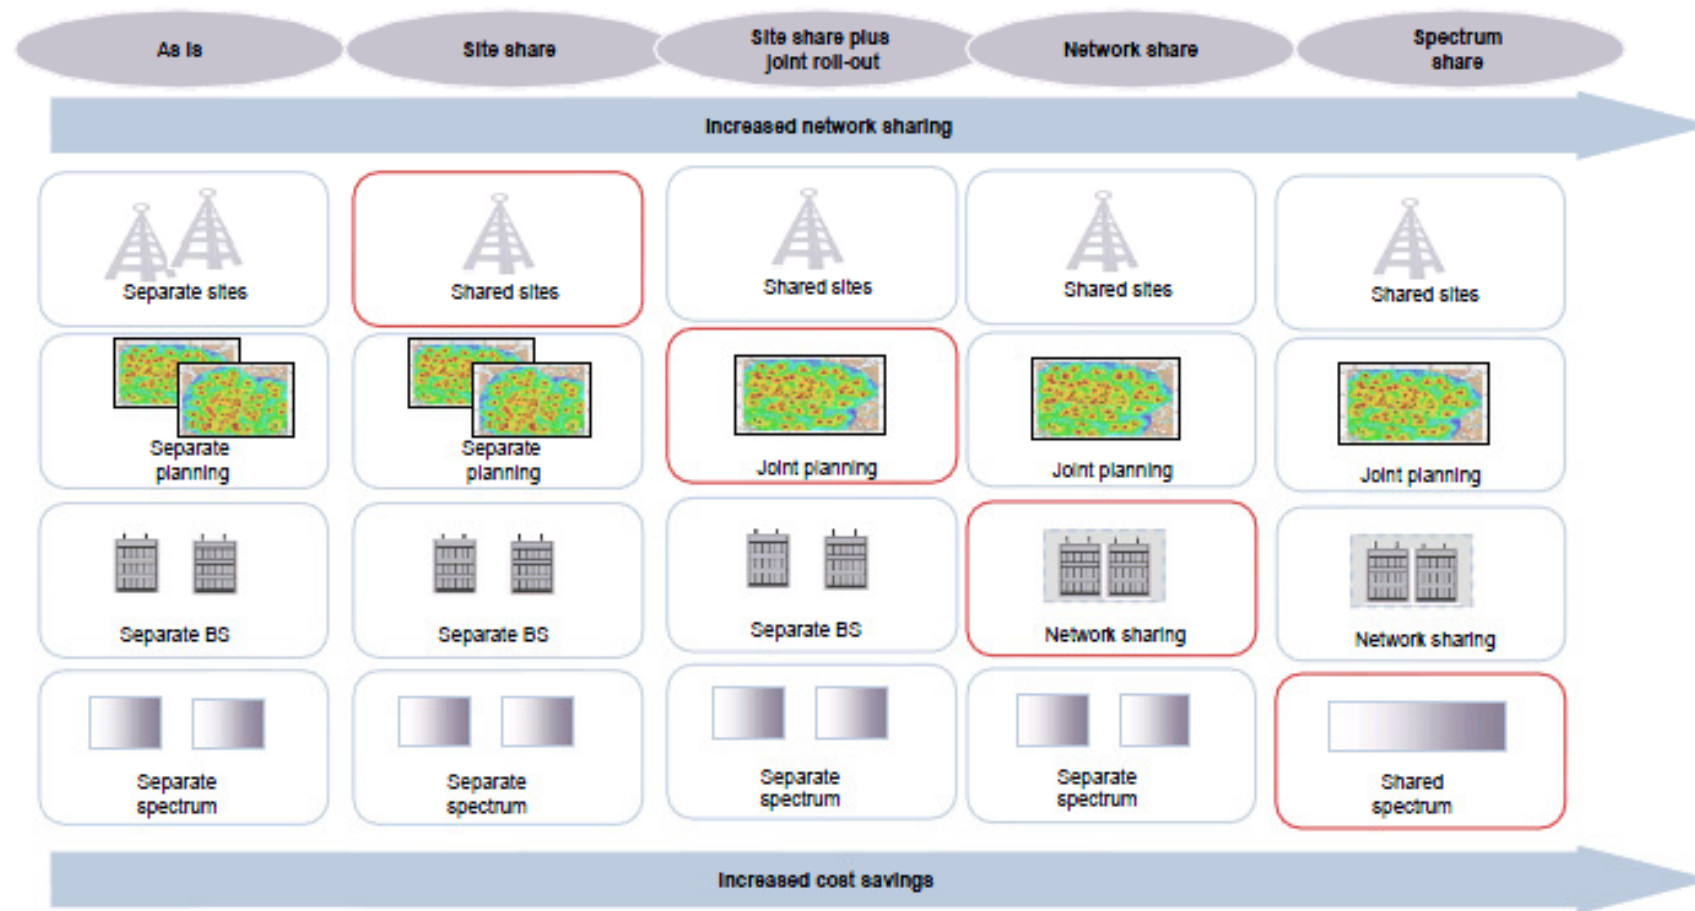 As is
Site share
Site share plus
joint roll-out
Network share
Spectrum
share
Increased network sharing
Separate sites
Shared sites
Shared sites
Shared sites
Shared sites
Separate
planning
Separate
planning
Joint planning
Joint planning
Joint planning
Separate BS
Separate BS
Separate BS
Network sharing
Network sharing
Separate
spectrum
Separate
spectrum
Separate
spectrum
Separate
spectrum
Shared
spectrum
Increased cost savings